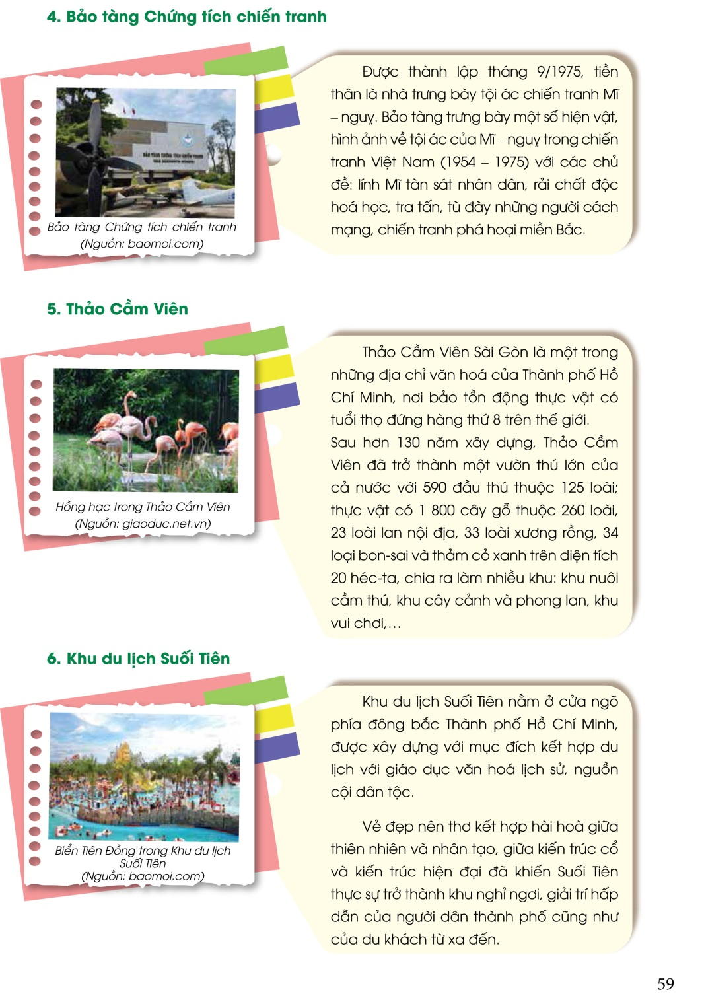 4. Bảo tàng Chứng tích chiến tranh
BẢO TÀNG CHỨNG TÍCH CHIẾN TRANH
WAR REMNANTS MUSEUM
Bảo tàng Chứng tích chiến tranh
(Nguồn: baomoi.com)
Được thành lập tháng 9/1975, tiền
thân là nhà trưng bày tội ác chiến tranh Mĩ
– nguỵ. Bảo tàng trưng bày một số hiện vật,
hình ảnh về tội ác của Mĩ – nguỵ trong chiến
tranh Việt Nam (1954 – 1975) với các chủ
đề: lính Mĩ tàn sát nhân dân, rải chất độc
hoá học, tra tấn, tù đày những người cách
mạng, chiến tranh phá hoại miền Bắc.
5. Thảo Cầm Viên
Hồng hạc trong Thảo Cầm Viên
(Nguồn: giaoduc.net.vn)
Thảo Cầm Viên Sài Gòn là một trong
những địa chỉ văn hoá của Thành phố Hồ
Chí Minh, nơi bảo tồn động thực vật có
tuổi thọ đứng hàng thứ 8 trên thế giới.
Sau hơn 130 năm xây dựng, Thảo Cầm
Viên đã trở thành một vườn thú lớn của
cả nước với 590 đầu thú thuộc 125 loài;
thực vật có 1 800 cây gỗ thuộc 260 loài,
23 loài lan nội địa, 33 loài xương rồng, 34
loại bon-sai và thảm cỏ xanh trên diện tích
20 héc-ta, chia ra làm nhiều khu: khu nuôi
cầm thú, khu cây cảnh và phong lan, khu
vui chơi,...
6. Khu du lịch Suối Tiên
Biển Tiên Đồng trong Khu du lịch
Suối Tiên
(Nguồn: baomoi.com)
Khu du lịch Suối Tiên nằm ở cửa ngõ
phía đông bắc Thành phố Hồ Chí Minh,
được xây dựng với mục đích kết hợp du
lịch với giáo dục văn hoá lịch sử, nguồn
cội dân tộc.
Vẻ đẹp nên thơ kết hợp hài hoà giữa
thiên nhiên và nhân tạo, giữa kiến trúc cổ
và kiến trúc hiện đại đã khiến Suối Tiên
thực sự trở thành khu nghỉ ngơi, giải trí hấp
dẫn của người dân thành phố cũng như
của du khách từ xa đến.
59